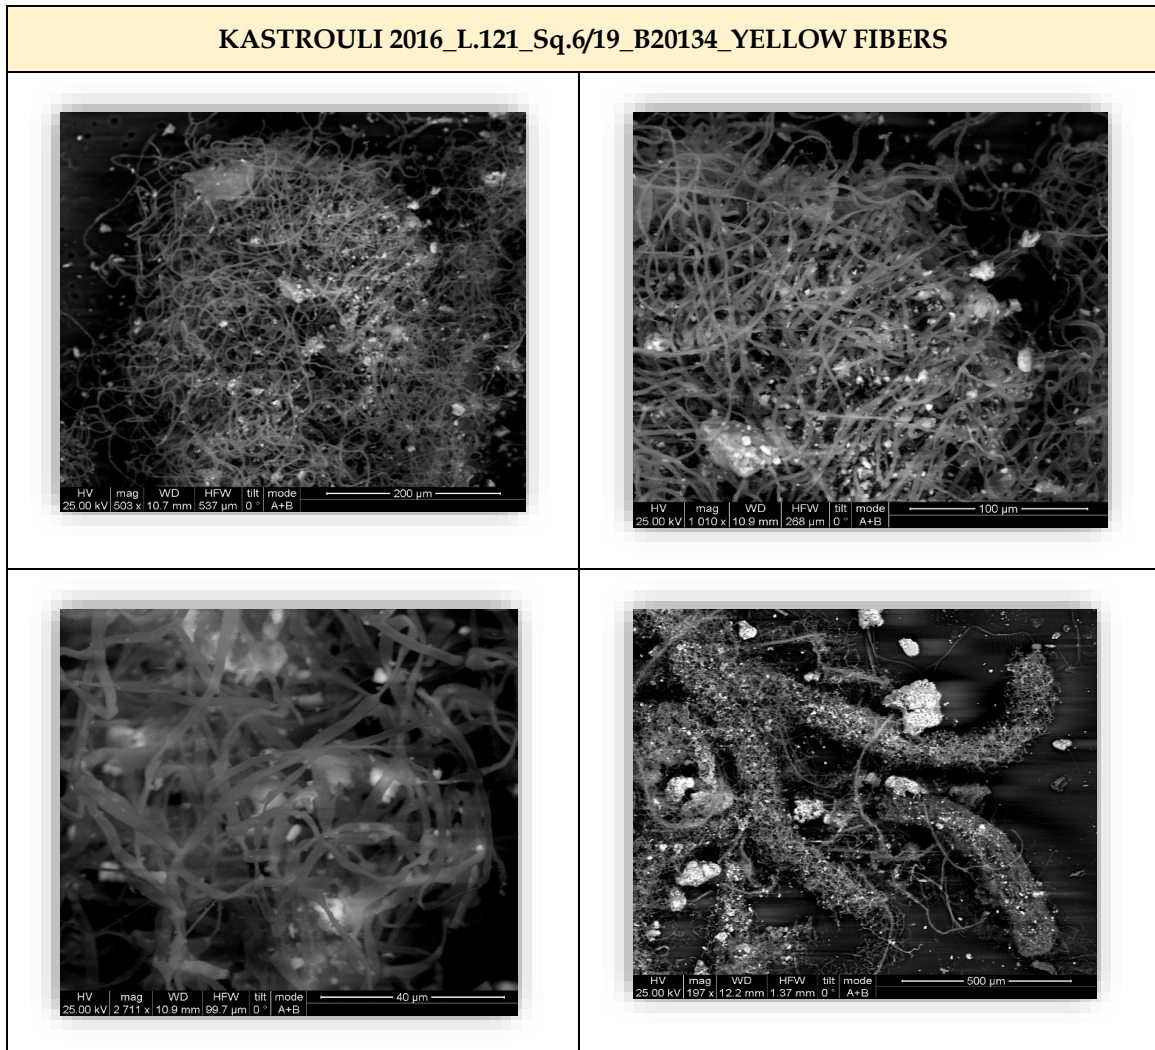 KASTROULI 2016_L.121_Sq.6/19_B20134_YELLOW FIBERS
HV mag WD HFW tilt mode
25.00 kV 503 x 10.7 mm 537 µm 0 ° A+B 200 µm
HV mag WD HFW tilt mode
25.00 kV 1 010 x 10.9 mm 268 µm 0 ° A+B 100 µm
HV mag WD HFW tilt mode
25.00 kV 2 711 x 10.9 mm 99.7 µm 0 ° A+B 40 µm
HV mag WD HFW tilt mode
25.00 kV 197 x 12.2 mm 1.37 mm 0 ° A+B 500 µm